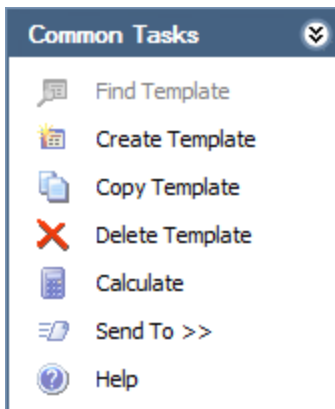 Common Tasks
Find Template
Create Template
Copy Template
Delete Template
Calculate
Send To >>
Help